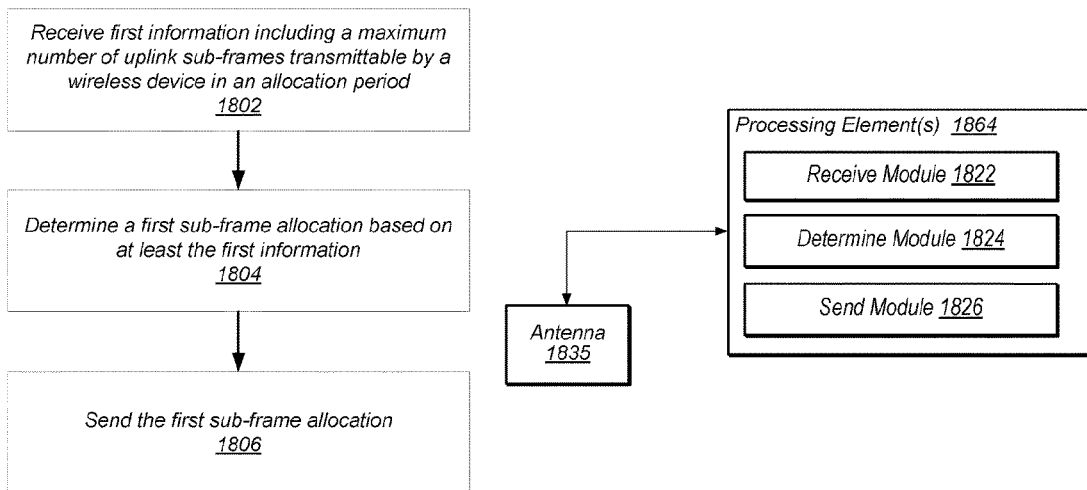 Receive first information including a maximum
number of uplink sub-frames transmittable by a
wireless device in an allocation period
1802
Determine a first sub-frame allocation based on
at least the first information
1804
Send the first sub-frame allocation
1806
Processing Element(s) 1864
Receive Module 1822
Determine Module 1824
Send Module 1826
Antenna
1835